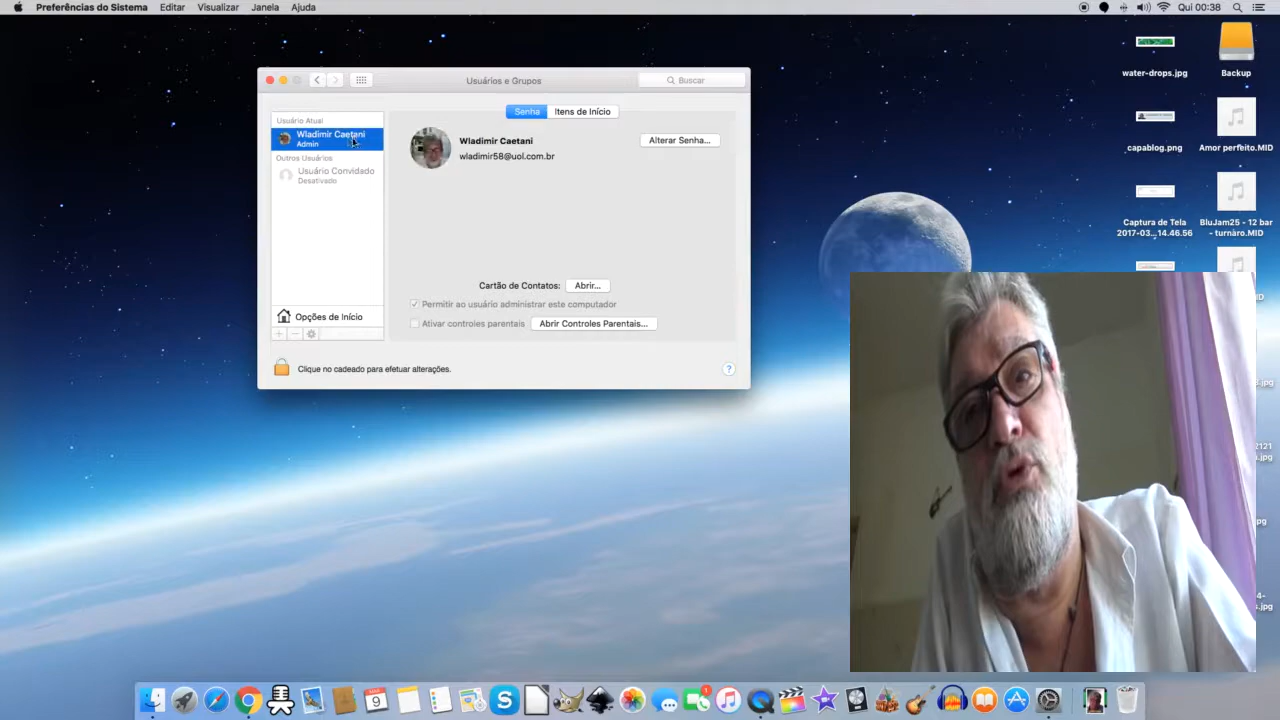 Preferências do Sistema Editar Visualizar Janela Ajuda
Qui 00:38
Usuários e Grupos
Buscar
Senha Itens de Início
Usuário Atual
Wladimir Caetani
Admin
Outros Usuários
Usuário Convidado
Desativado
Opções de Início
Wladimir Caetani
wladimir58@uol.com.br
Alterar Senha...
Cartão de Contatos: Abrir...
Permitir ao usuário administrar este computador
Ativar controles parentais Abrir Controles Parentais...
Clique no cadeado para efetuar alterações.
?
water-drops.jpg
Backup
capablog.png
Amor perfeito.MID
Captura de Tela
2017-03...14.46.56
BluJam25 - 12 bar
- turnaro.MID
9
1